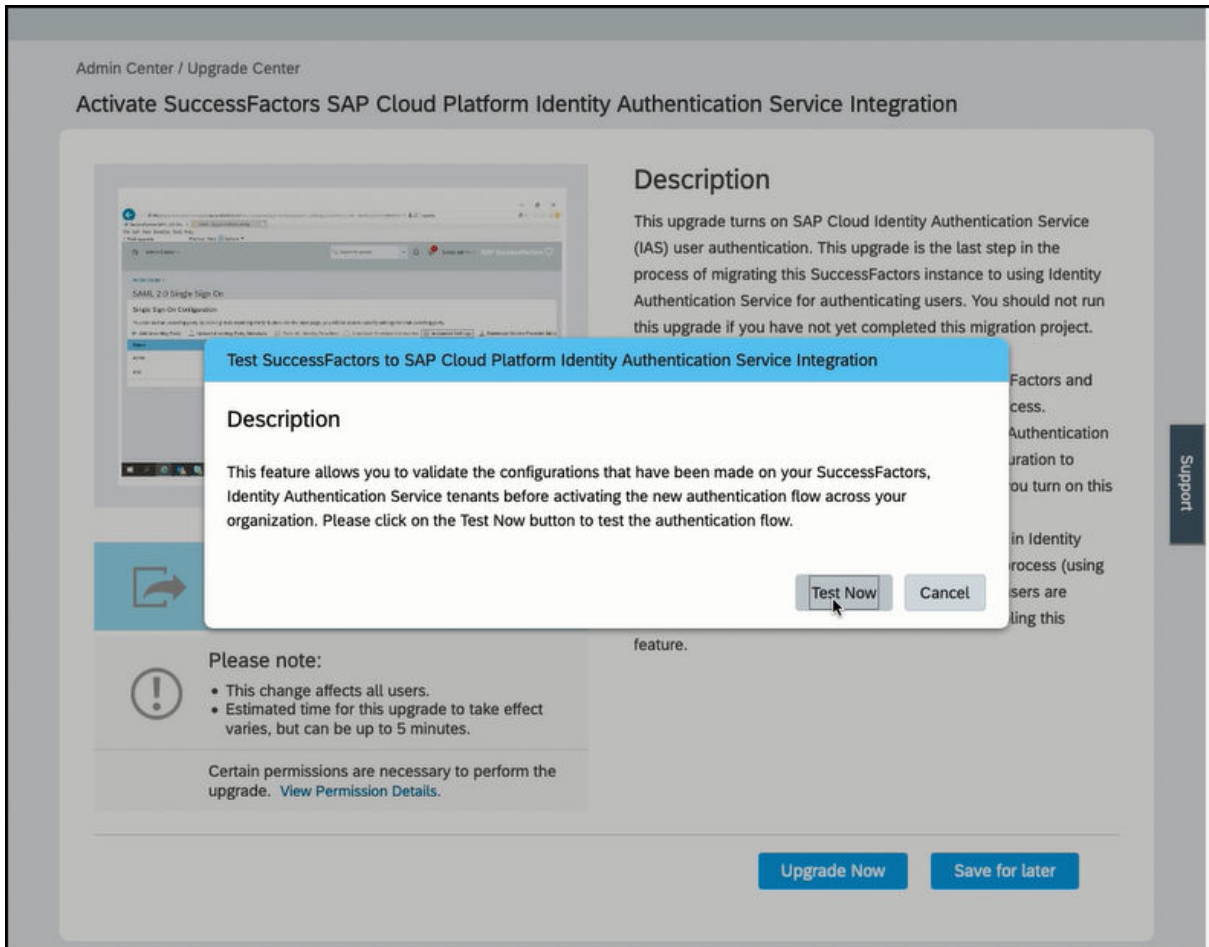 Admin Center / Upgrade Center
Activate SuccessFactors SAP Cloud Platform Identity Authentication Service Integration
SAML 2.0 Single Sign On
Single Sign On Configuration
Description
This upgrade turns on SAP Cloud Identity Authentication Service
(IAS) user authentication. This upgrade is the last step in the
process of migrating this SuccessFactors instance to using Identity
Authentication Service for authenticating users. You should not run
this upgrade if you have not yet completed this migration project.
Factors and
cess.
Authentication
uration to
ou turn on this
in Identity
rocess (using
sers are
ling this
feature.
Test SuccessFactors to SAP Cloud Platform Identity Authentication Service Integration
Description
This feature allows you to validate the configurations that have been made on your SuccessFactors,
Identity Authentication Service tenants before activating the new authentication flow across your
organization. Please click on the Test Now button to test the authentication flow.
Test Now
Cancel
Support
Please note:
• This change affects all users.
• Estimated time for this upgrade to take effect
varies, but can be up to 5 minutes.
Certain permissions are necessary to perform the
upgrade. View Permission Details.
Upgrade Now
Save for later